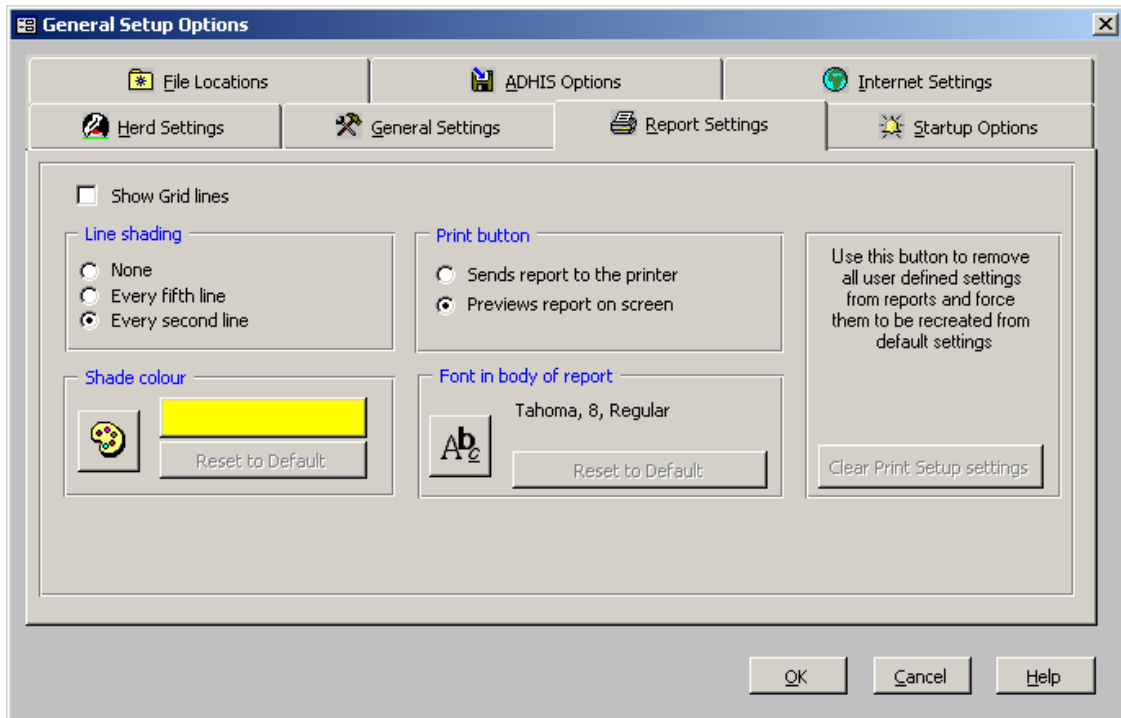 General Setup Options
File Locations
ADHIS Options
Internet Settings
Herd Settings
General Settings
Report Settings
Startup Options
Show Grid lines
Line shading
None
Every fifth line
Every second line
Print button
Sends report to the printer
Previews report on screen
Use this button to remove
all user defined settings
from reports and force
them to be recreated from
default settings
Clear Print Setup settings
Shade colour
Reset to Default
Font in body of report
Abc
Tahoma, 8, Regular
Reset to Default
OK
Cancel
Help